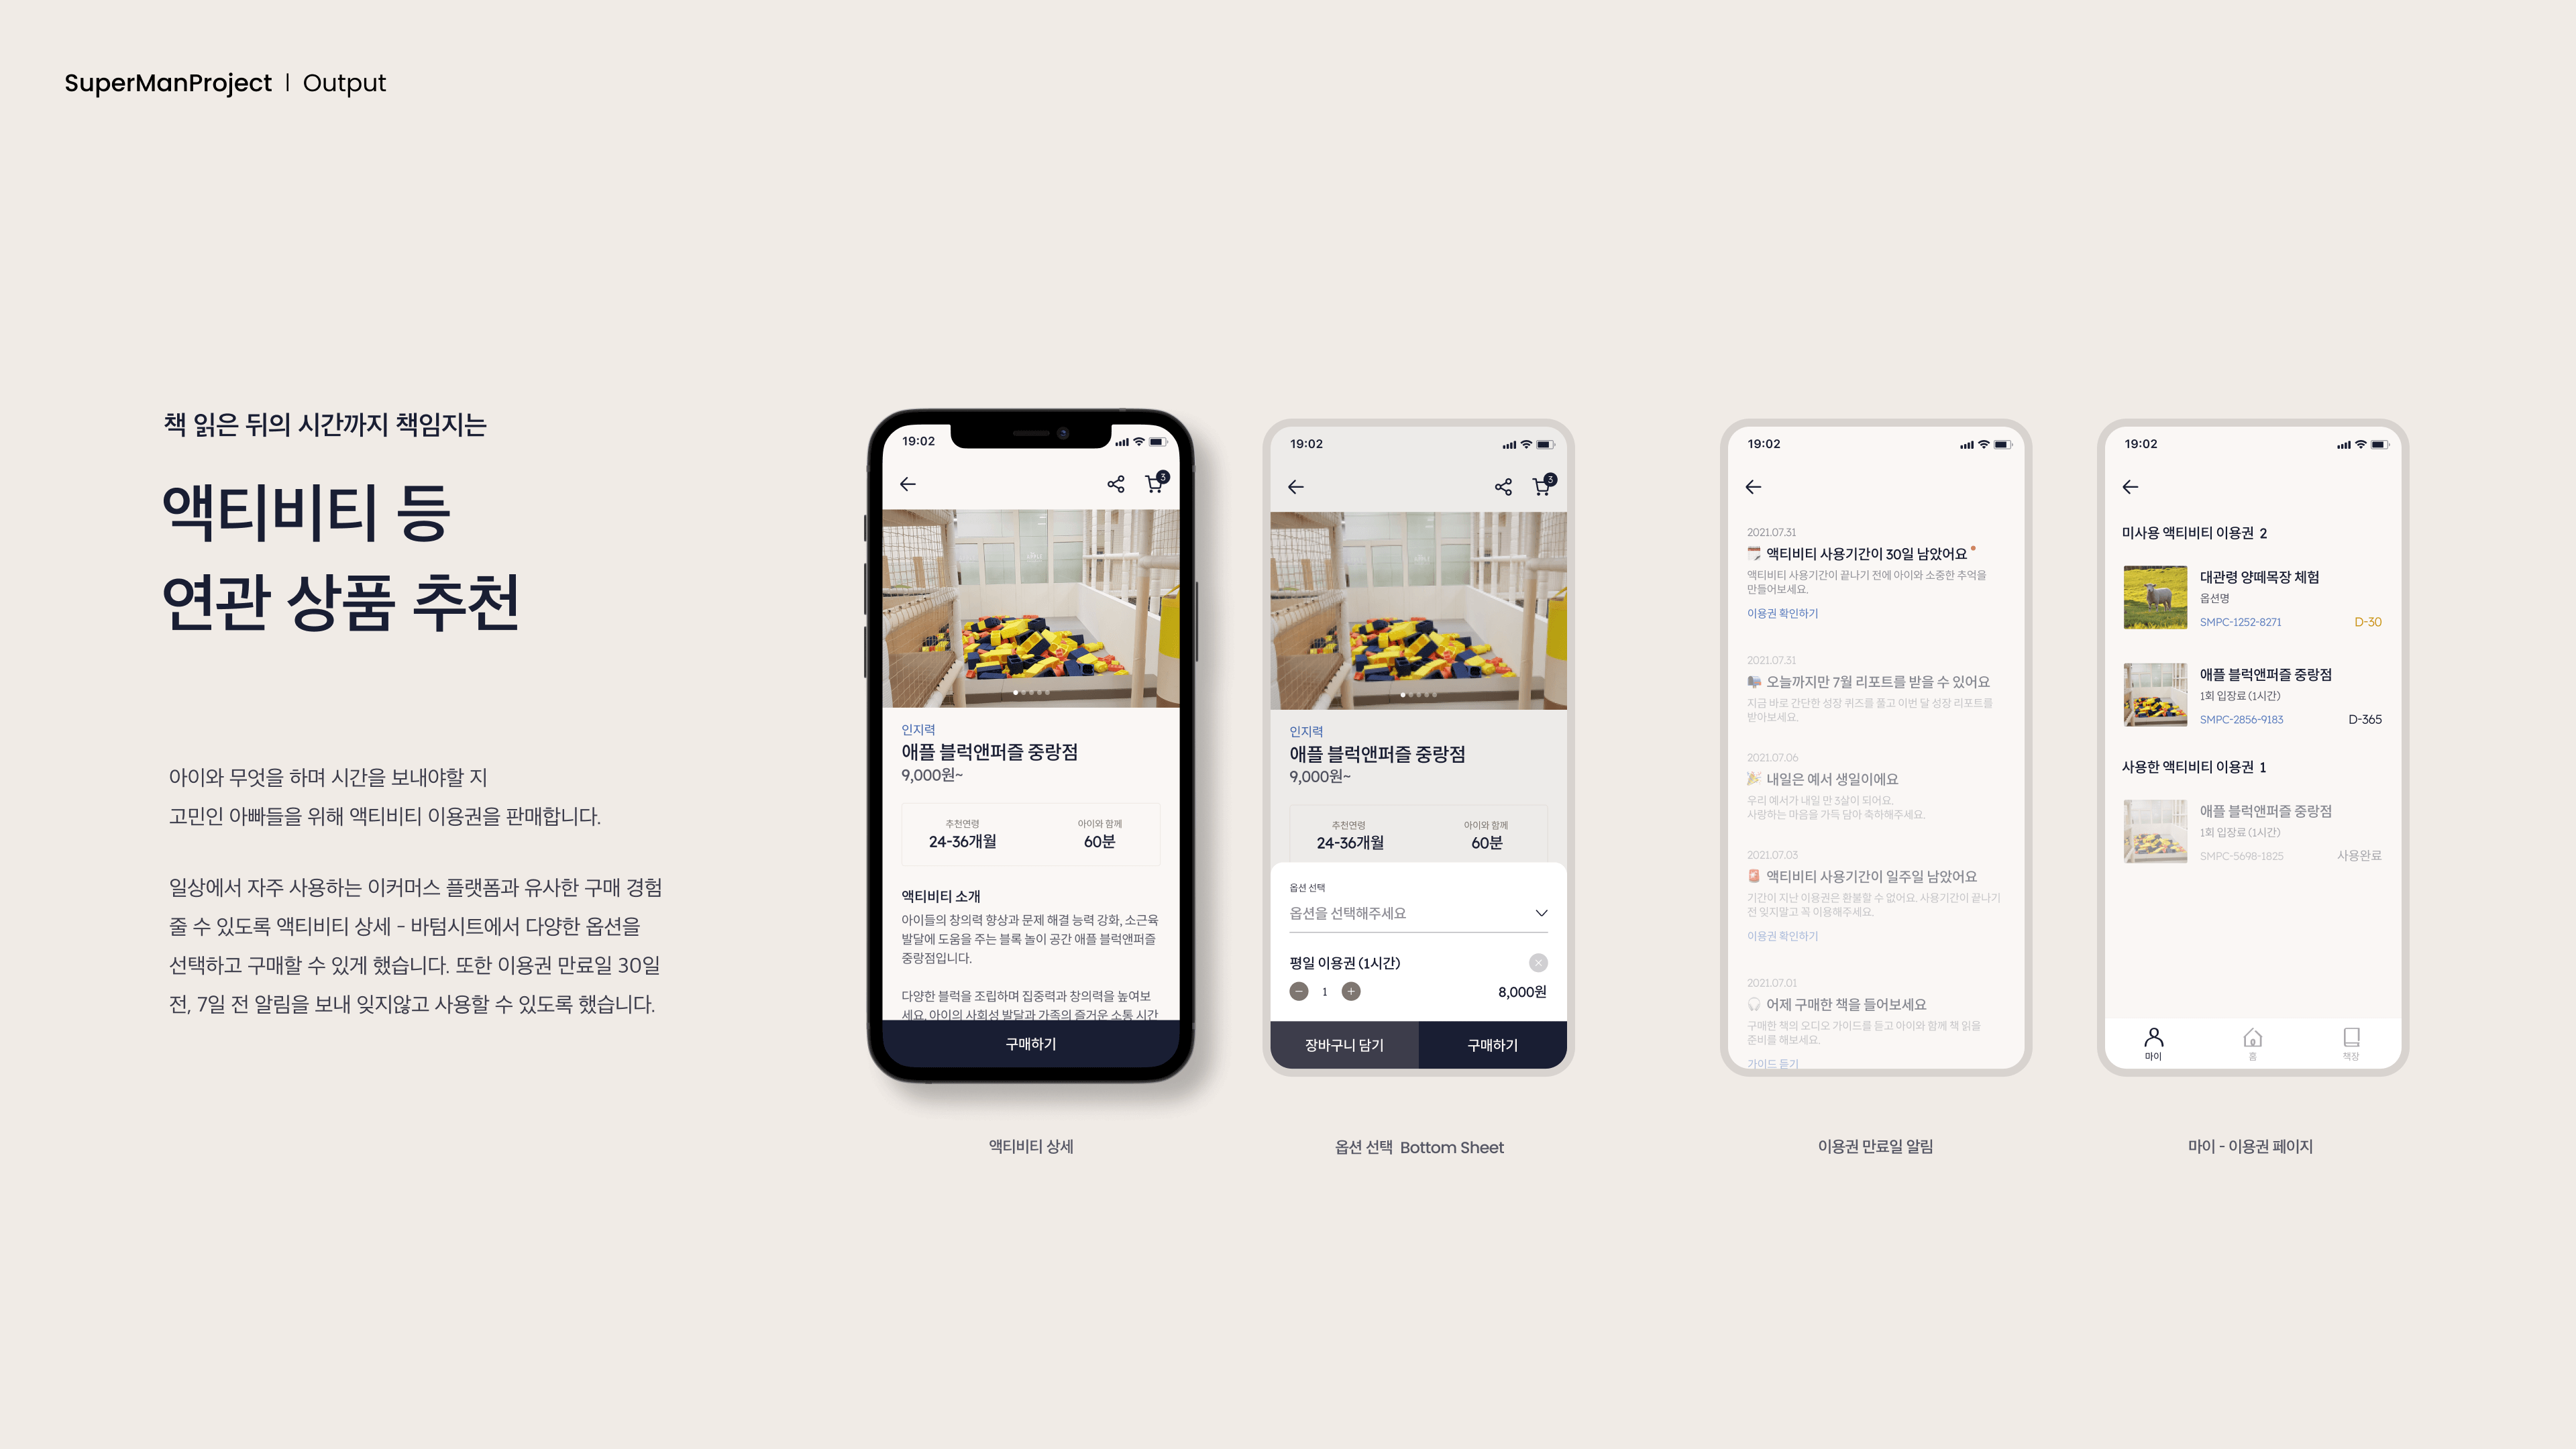 SuperManProject | Output
책 읽은 뒤의 시간까지 책임지는
액티비티 등
연관 상품 추천
아이와 무엇을 하며 시간을 보내야할 지
고민인 아빠들을 위해 액티비티 이용권을 판매합니다.
일상에서 자주 사용하는 이커머스 플랫폼과 유사한 구매 경험
줄 수 있도록 액티비티 상세 - 바텀시트에서 다양한 옵션을
선택하고 구매할 수 있게 했습니다. 또한 이용권 만료일 30일
전, 7일 전 알림을 보내 잊지않고 사용할 수 있도록 했습니다.
19:02
3
인지력
애플 블럭앤퍼즐 중랑점
9,000원~
추천연령
24-36개월
아이와 함께
60분
액티비티 소개
아이들의 창의력 향상과 문제 해결 능력 강화, 소근육
발달에 도움을 주는 블록 놀이 공간 애플 블럭앤퍼즐
중랑점입니다.
다양한 블럭을 조립하며 집중력과 창의력을 높여보
세요. 아이의 사회성 발달과 가족의 즐거운 소통 시간
구매하기
액티비티 상세
19:02
3
인지력
애플 블럭앤퍼즐 중랑점
9,000원~
추천연령
24-36개월
아이와 함께
60분
옵션 선택
옵션을 선택해주세요
평일 이용권 (1시간)
1
8,000원
장바구니 담기
구매하기
옵션 선택 Bottom Sheet
19:02
2021.07.31
액티비티 사용기간이 30일 남았어요
액티비티 사용기간이 끝나기 전에 아이와 소중한 추억을
만들어보세요.
이용권 확인하기
2021.07.31
오늘까지만 7월 리포트를 받을 수 있어요
지금 바로 간단한 성장 퀴즈를 풀고 이번 달 성장 리포트를
받아보세요.
2021.07.06
내일은 예서 생일이에요
우리 예서가 내일 만 3살이 되어요.
사랑하는 마음을 가득 담아 축하해주세요.
2021.07.03
액티비티 사용기간이 일주일 남았어요
기간이 지난 이용권은 환불할 수 없어요. 사용기간이 끝나기
전 잊지말고 꼭 이용해주세요.
이용권 확인하기
2021.07.01
어제 구매한 책을 들어보세요
구매한 책의 오디오 가이드를 듣고 아이와 함께 책 읽을
준비를 해보세요.
가이드 듣기
이용권 만료일 알림
19:02
미사용 액티비티 이용권 2
대관령 양떼목장 체험
옵션명
SMPC-1252-8271
D-30
애플 블럭앤퍼즐 중랑점
1회 입장료 (1시간)
SMPC-2856-9183
D-365
사용한 액티비티 이용권 1
애플 블럭앤퍼즐 중랑점
1회 입장료 (1시간)
SMPC-5698-1825
사용완료
마이
홈
책장
마이 - 이용권 페이지